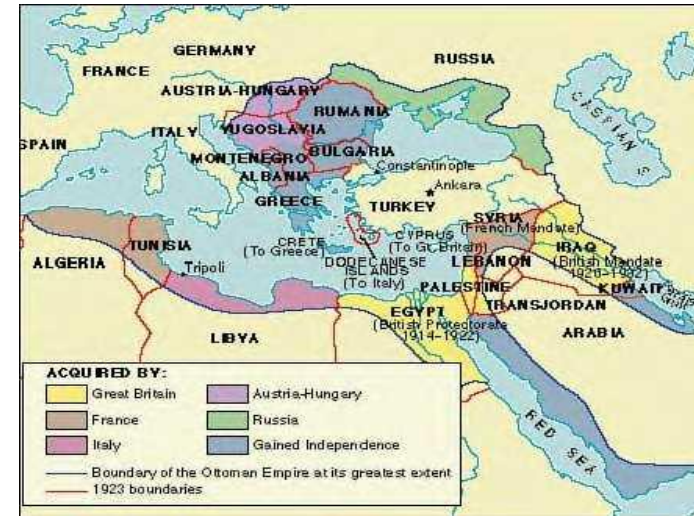 GERMANY
RUSSIA
FRANCE
AUSTRIA-HUNGARY
CASPIAN S
RUMANIA
YUGOSLAVIA
ITALY
SPAIN
BULGARIA
MONTENEGRO
Constantinople
ALBANIA
Ankara
GREECE
TURKEY
SYRIA
(French Mandate)
CRETE
(To Greece)
CYPRUS
(To Gt. Britain)
TUNISIA
IRAQ
(British Mandate
DODECANESE
ISLANDS
(To Italy)
LEBANON
ALGERIA
Tripoli
PALESTINE
KUWAIT
Gulf
EGYPT
(British Protectorate
1914-1922)
TRANSJORDAN
LIBYA
ARABIA
RED SEA
ACQUIRED BY:
Great Britain
Austria-Hungary
France
Russia
Italy
Gained Independence
Boundary of the Ottoman Empire at its greatest extent
1923 boundaries